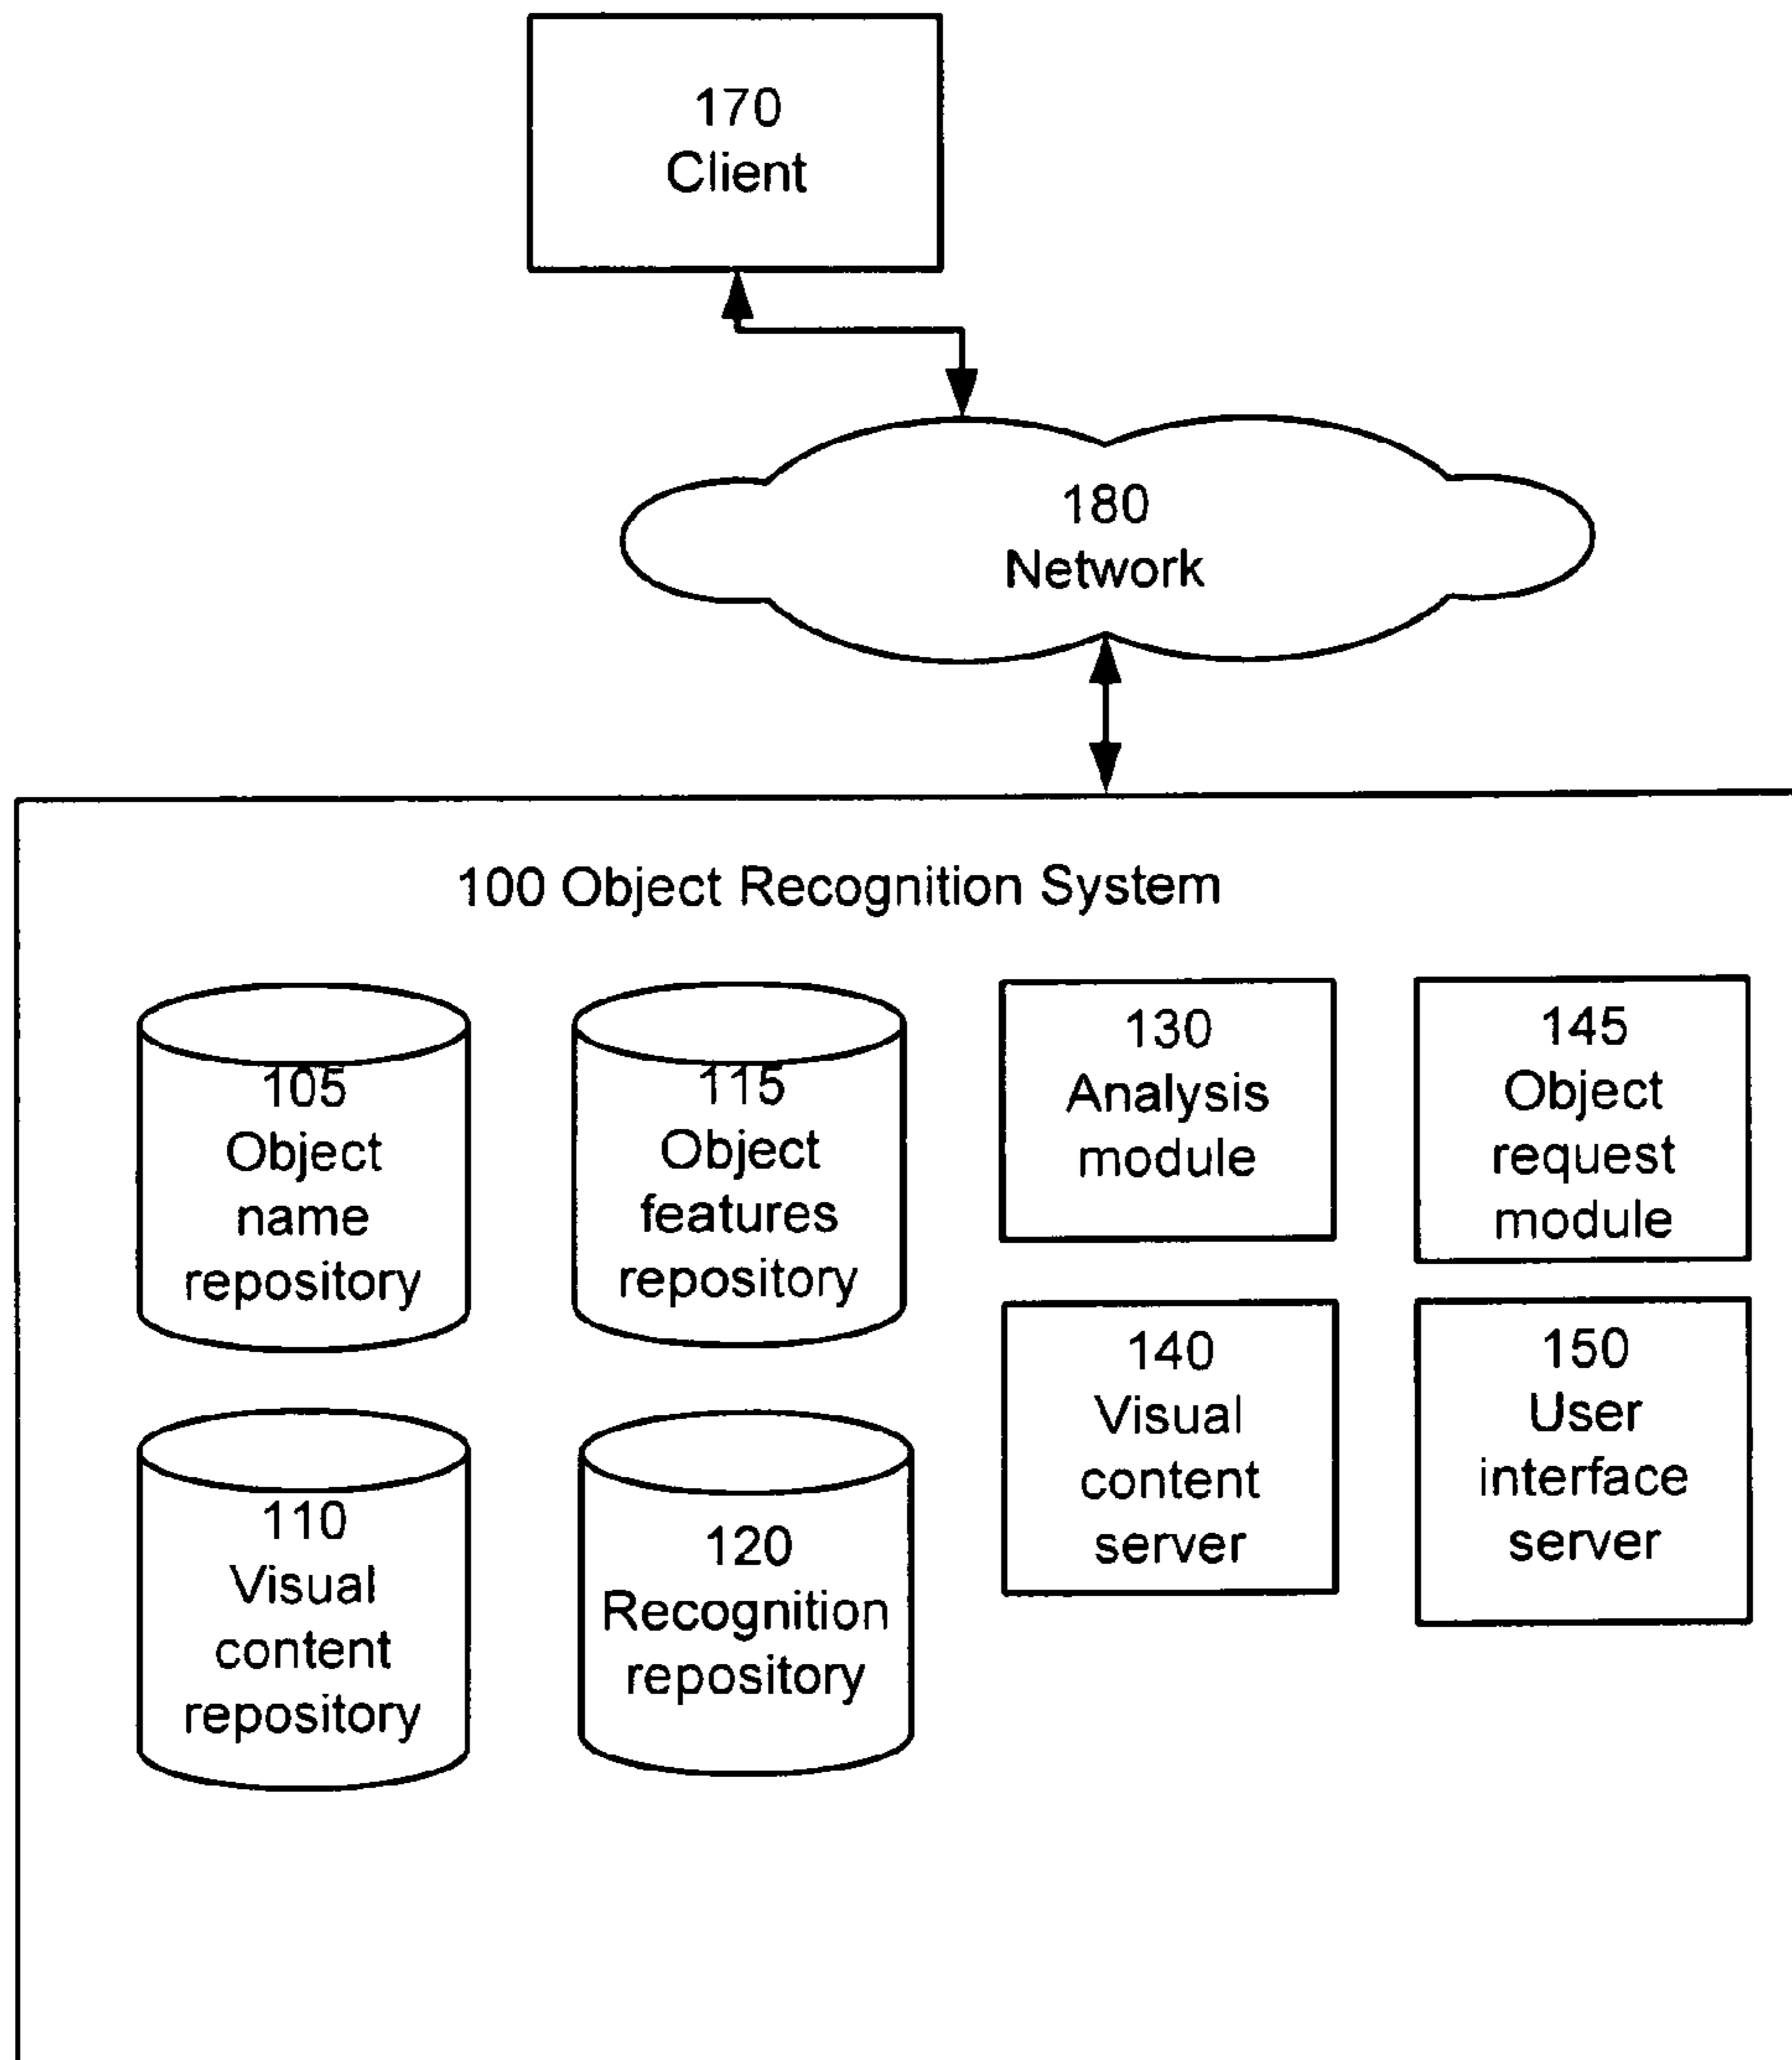 170
Client
180
Network
100 Object Recognition System
105
Object
name
repository
115
Object
features
repository
130
Analysis
module
145
Object
request
module
110
Visual
content
repository
120
Recognition
repository
140
Visual
content
server
150
User
interface
server